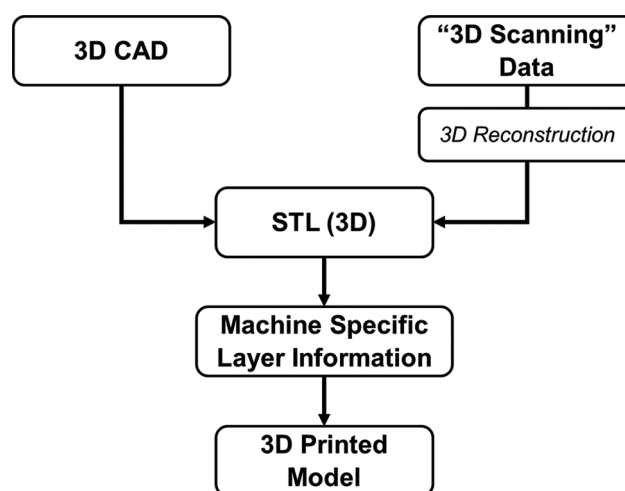 3D CAD
“3D Scanning”
Data
3D Reconstruction
STL (3D)
Machine Specific
Layer Information
3D Printed
Model